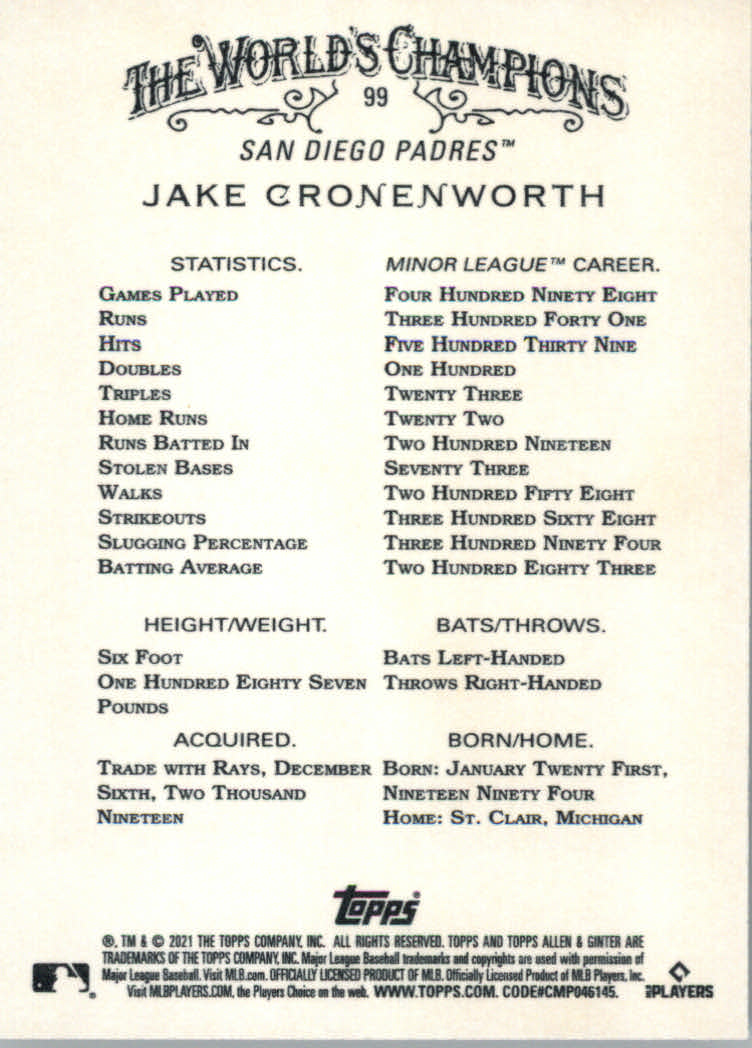 THE WORLD'S CHAMPIONS
99
SAN DIEGO PADRES™
JAKE CRONENWORTH
STATISTICS. MINOR LEAGUE™ CAREER.
GAMES PLAYED FOUR HUNDRED NINETY EIGHT
RUNS THREE HUNDRED FORTY ONE
HITS FIVE HUNDRED THIRTY NINE
DOUBLES ONE HUNDRED
TRIPLES TWENTY THREE
HOME RUNS TWENTY TWO
RUNS BATTED IN TWO HUNDRED NINETEEN
STOLEN BASES SEVENTY THREE
WALKS TWO HUNDRED FIFTY EIGHT
STRIKEOUTS THREE HUNDRED SIXTY EIGHT
SLUGGING PERCENTAGE THREE HUNDRED NINETY FOUR
BATTING AVERAGE TWO HUNDRED EIGHTY THREE
HEIGHT/WEIGHT.
SIX FOOT
ONE HUNDRED EIGHTY SEVEN
POUNDS
BATS/THROWS.
BATS LEFT-HANDED
THROWS RIGHT-HANDED
ACQUIRED.
TRADE WITH RAYS, DECEMBER
SIXTH, TWO THOUSAND
NINETEEN
BORN/HOME.
BORN: JANUARY TWENTY FIRST,
NINETEEN NINETY FOUR
HOME: ST. CLAIR, MICHIGAN
topps®
®, TM & © 2021 THE TOPPS COMPANY, INC. ALL RIGHTS RESERVED. TOPPS AND TOPPS ALLEN & GINTER ARE
TRADEMARKS OF THE TOPPS COMPANY, INC. Major League Baseball trademarks and copyrights are used with permission of
Major League Baseball. Visit MLB.com. OFFICIALLY LICENSED PRODUCT OF MLB. Officially Licensed Product of MLB Players, Inc.
Visit MLBPLAYERS.COM, the Players Choice on the web. WWW.TOPPS.COM. CODE#CMP046145.
MLB PLAYERS